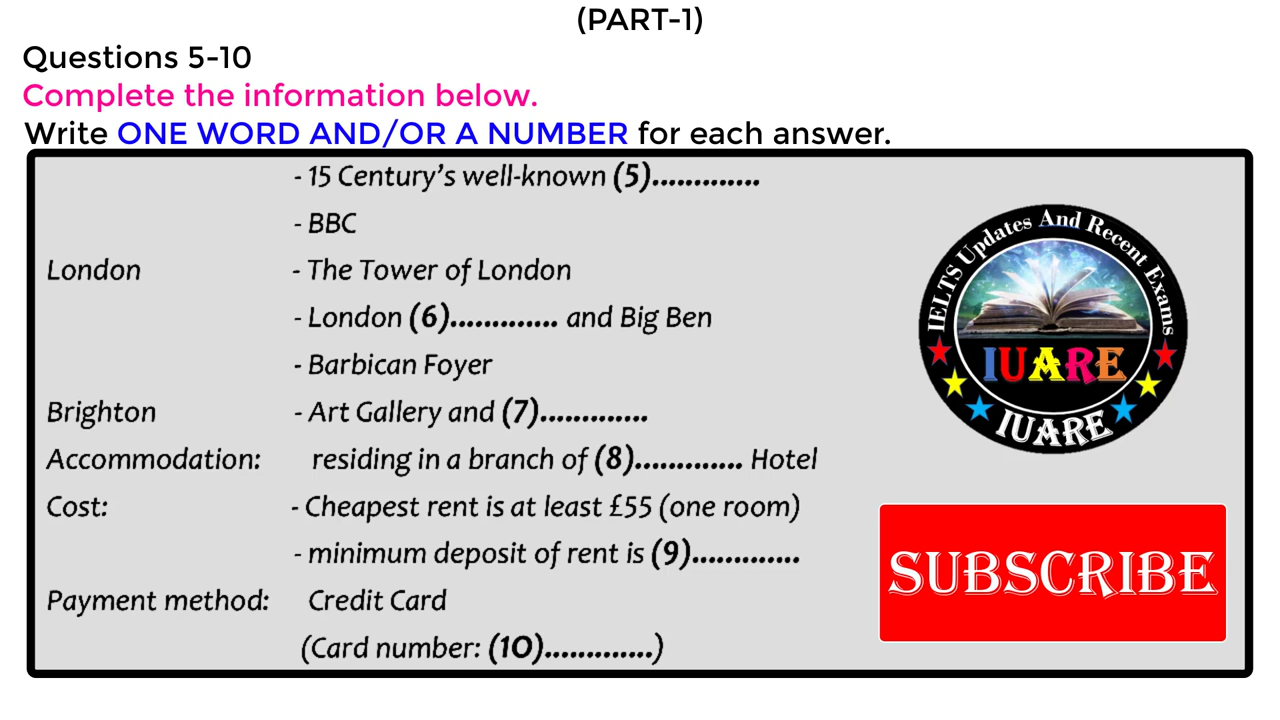 (PART-1)
Questions 5-10
Complete the information below.
Write ONE WORD AND/OR A NUMBER for each answer.
- 15 Century's well-known (5).............
- BBC
London - The Tower of London
- London (6)............. and Big Ben
- Barbican Foyer
Brighton - Art Gallery and (7).............
Accommodation: residing in a branch of (8)............. Hotel
Cost: - Cheapest rent is at least £55 (one room)
- minimum deposit of rent is (9).............
Payment method: Credit Card
(Card number: (10).............)
IELTS Updates And Recent Exams
IUARE
IUARE
SUBSCRIBE